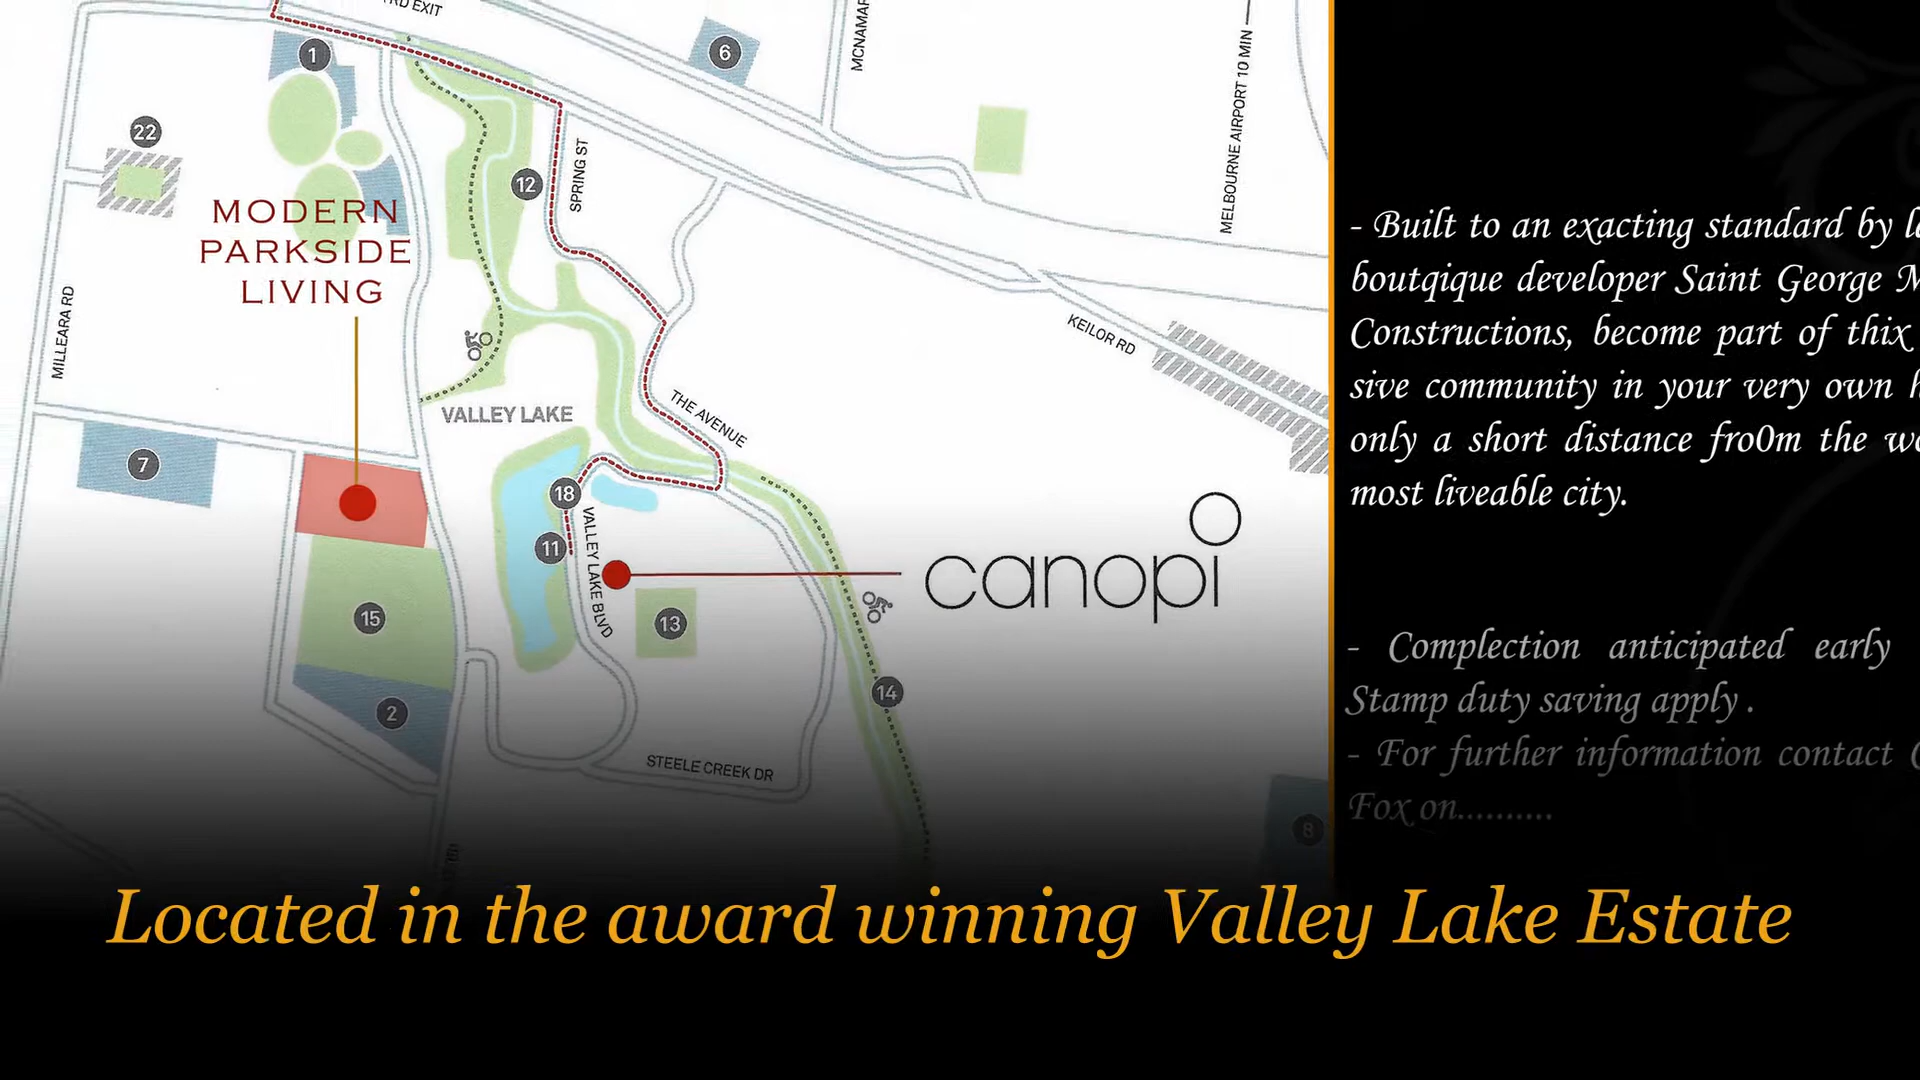 RD EXIT
1
6
22
12
SPRING ST
MELBOURNE AIRPORT 10 MIN
MODERN
PARKSIDE
LIVING
MILLEARA RD
KEILOR RD
VALLEY LAKE
THE AVENUE
7
18
11
VALLEY LAKE BLVD
canopi
15
13
2
14
STEELE CREEK DR
8
- Built to an exacting standard by
boutqique developer Saint George
Constructions, become part of thix
sive community in your very own
only a short distance fro0m the
most liveable city.
- Complection anticipated early
Stamp duty saving apply .
- For further information contact
Fox on..........
Located in the award winning Valley Lake Estate